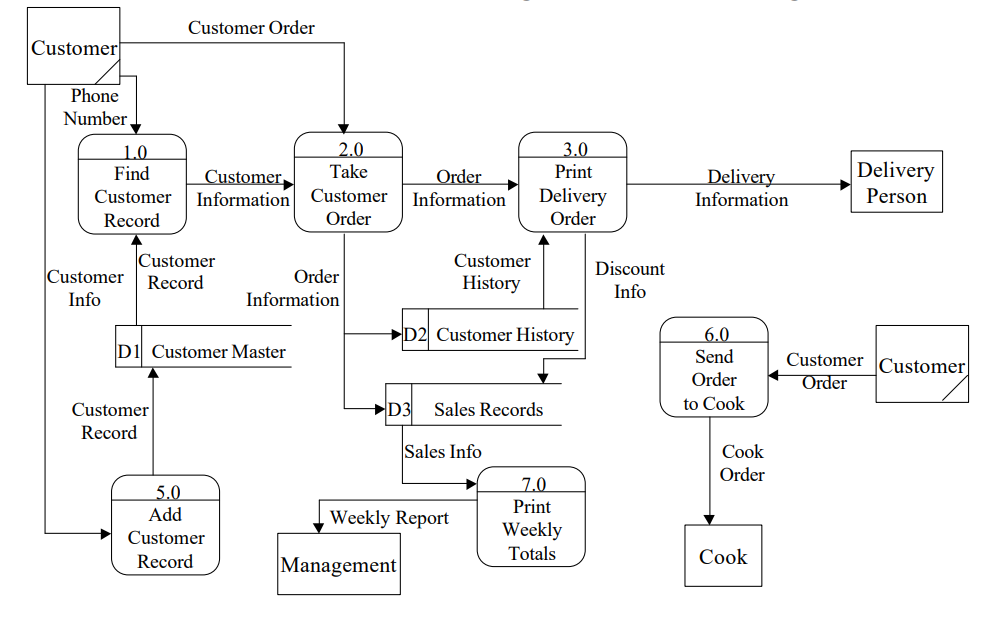 Customer Order
Customer
Phone
Number
1.0
Find
Customer
Record
Customer
Information
2.0
Take
Customer
Order
Order
Information
3.0
Print
Delivery
Order
Delivery
Information
Delivery
Person
Customer
Info
Customer
Record
Order
Information
Customer
History
Discount
Info
D1 Customer Master
D2 Customer History
D3 Sales Records
6.0
Send
Order
to Cook
Customer
Order
Customer
Customer
Record
Sales Info
Cook
Order
5.0
Add
Customer
Record
7.0
Print
Weekly
Totals
Weekly Report
Management
Cook